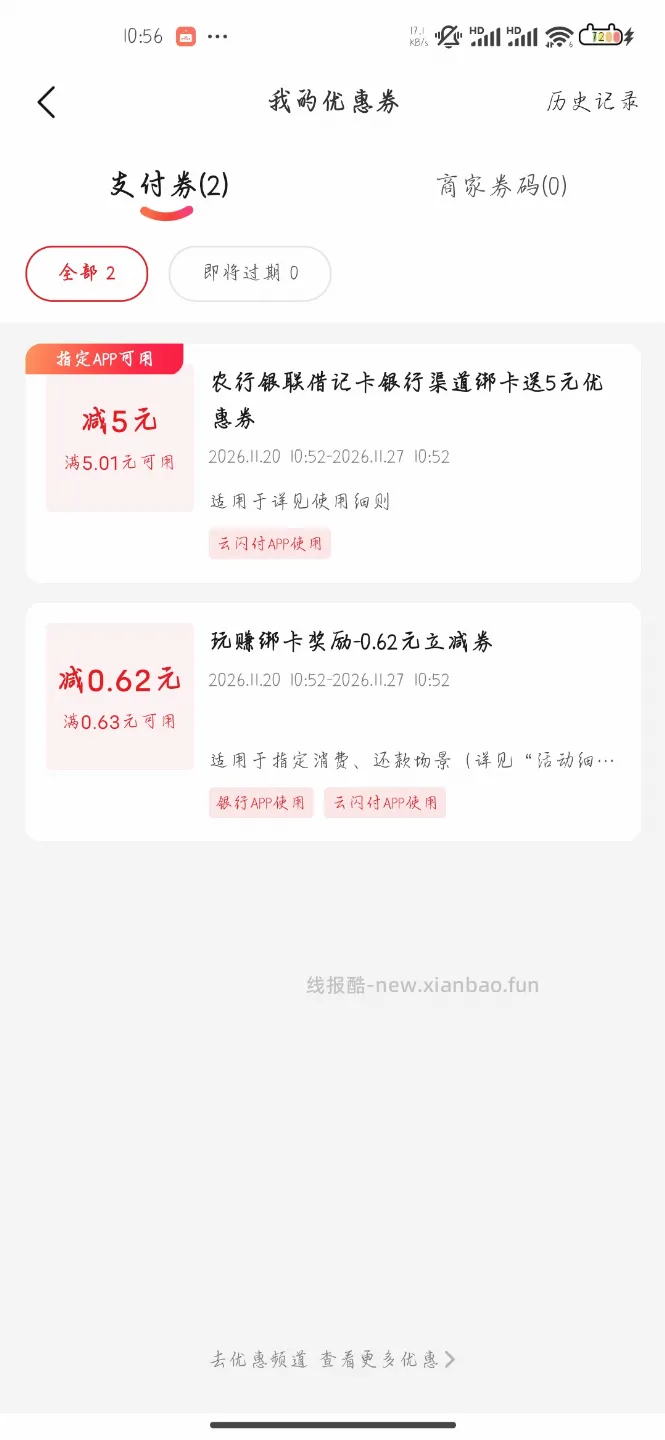 10:56
17.1
KB/s
HD
HD
6
72
我的优惠券
历史记录
支付券(2)
商家券码(0)
全部 2
即将过期 0
指定APP可用
减5元
满5.01元可用
农行银联借记卡银行渠道绑卡送5元优
惠券
2026.11.20 10:52-2026.11.27 10:52
适用于详见使用细则
云闪付APP使用
减0.62元
满0.63元可用
玩赚绑卡奖励-0.62元立减券
2026.11.20 10:52-2026.11.27 10:52
适用于指定消费、还款场景（详见“活动细…
银行APP使用
云闪付APP使用
线报酷-new.xianbao.fun
去优惠频道 查看更多优惠